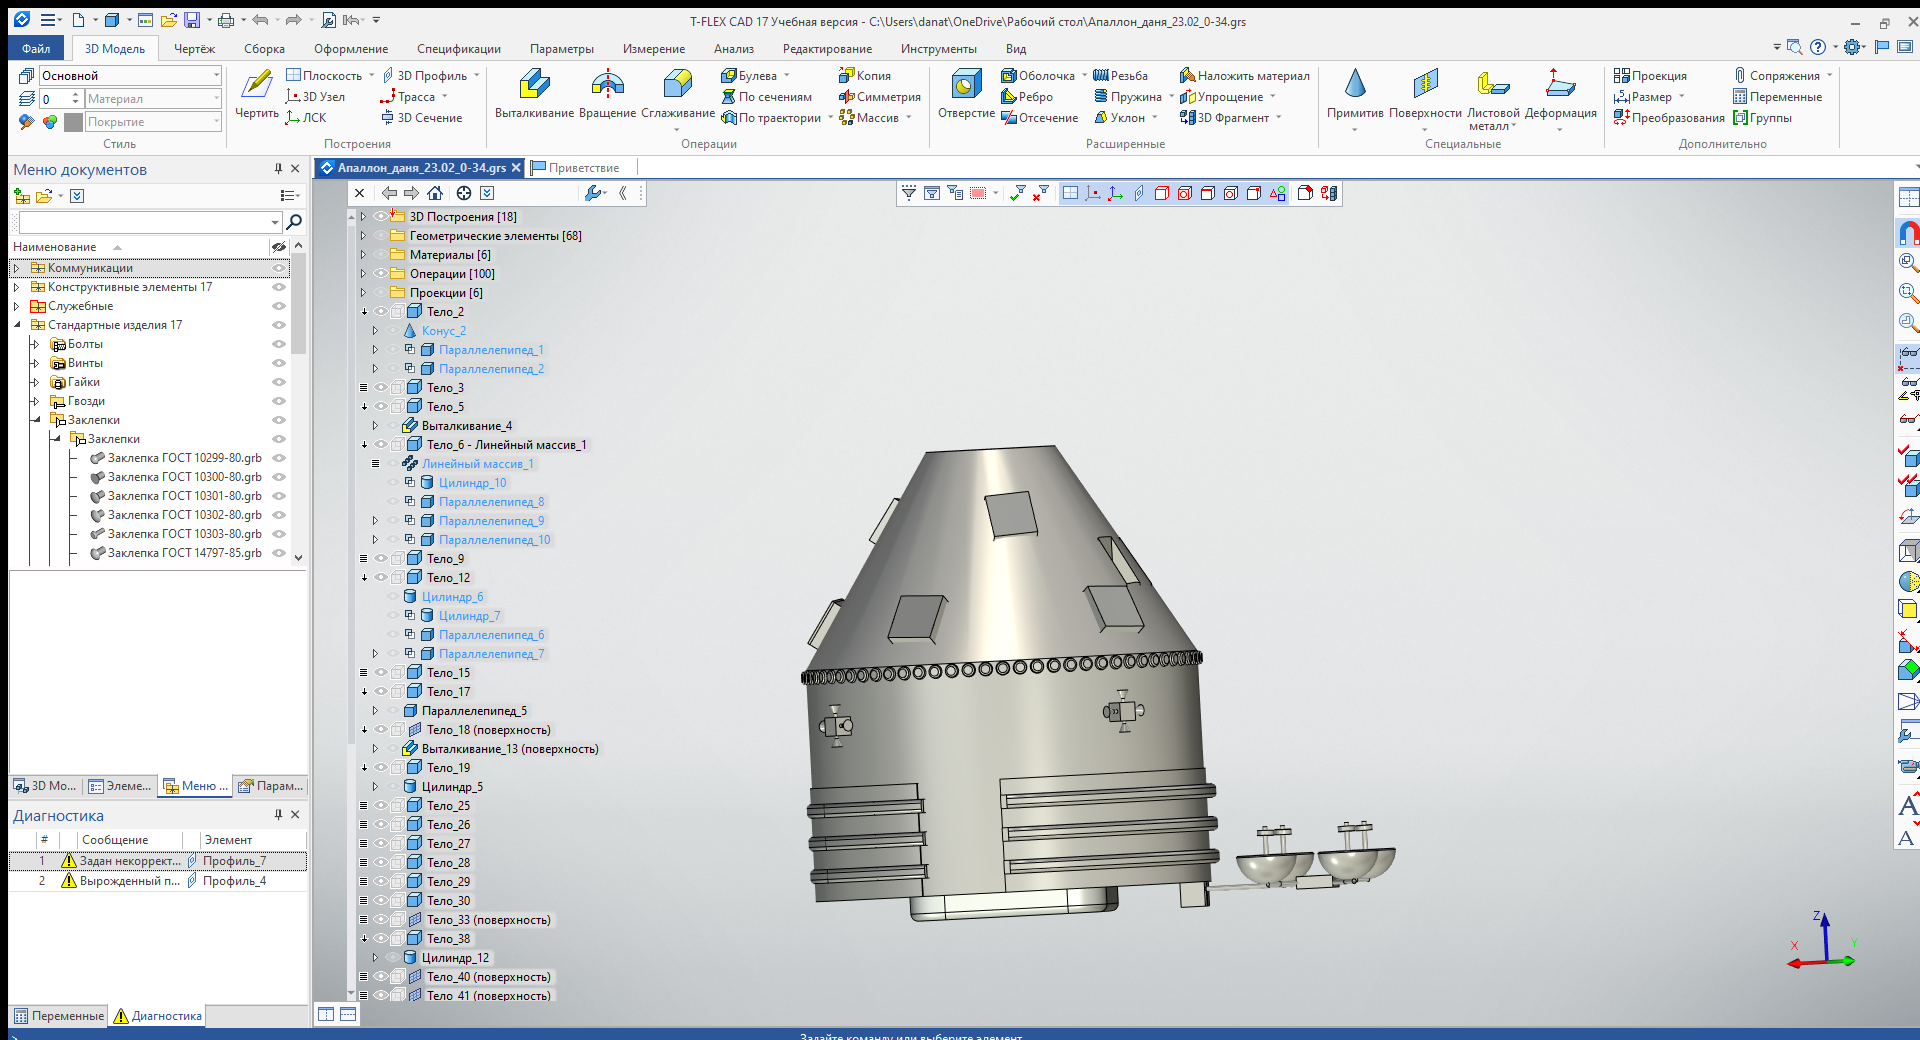 T-FLEX CAD 17 Учебная версия - C:\Users\danat\OneDrive\Рабочий стол\Апаллон_даня_23.02_0-34.grs
Файл 3D Модель Чертёж Сборка Оформление Спецификации Параметры Измерение Анализ Редактирование Инструменты Вид
Основной
0 Материал
Покрытие
Стиль
Чертить
Плоскость
3D Узел
ЛСК
3D Профиль
Трасса
3D Сечение
Построения
Выталкивание
Вращение
Сглаживание
Булева
По сечениям
По траектории
Копия
Симметрия
Массив
Операции
Отверстие
Оболочка
Ребро
Отсечение
Резьба
Пружина
Уклон
Наложить материал
Упрощение
3D Фрагмент
Расширенные
Примитив
Поверхности
Листовой
металл
Деформация
Специальные
Проекция
Размер
Преобразования
Сопряжения
Переменные
Группы
Дополнительно
Меню документов
Наименование
Коммуникации
Конструктивные элементы 17
Служебные
Стандартные изделия 17
Болты
Винты
Гайки
Гвозди
Заклепки
Заклепки
Заклепка ГОСТ 10299-80.grb
Заклепка ГОСТ 10300-80.grb
Заклепка ГОСТ 10301-80.grb
Заклепка ГОСТ 10302-80.grb
Заклепка ГОСТ 10303-80.grb
Заклепка ГОСТ 14797-85.grb
3D Мо... Элеме... Меню ... Парам...
Диагностика
# Сообщение Элемент
1 Задан некоррект... Профиль_7
2 Вырожденный п... Профиль_4
Переменные Диагностика
Апаллон_даня_23.02_0-34.grs Приветствие
3D Построения [18]
Геометрические элементы [68]
Материалы [6]
Операции [100]
Проекции [6]
Тело_2
Конус_2
Параллелепипед_1
Параллелепипед_2
Тело_3
Тело_5
Выталкивание_4
Тело_6 - Линейный массив_1
Линейный массив_1
Цилиндр_10
Параллелепипед_8
Параллелепипед_9
Параллелепипед_10
Тело_9
Тело_12
Цилиндр_6
Цилиндр_7
Параллелепипед_6
Параллелепипед_7
Тело_15
Тело_17
Параллелепипед_5
Тело_18 (поверхность)
Выталкивание_13 (поверхность)
Тело_19
Цилиндр_5
Тело_25
Тело_26
Тело_27
Тело_28
Тело_29
Тело_30
Тело_33 (поверхность)
Тело_38
Цилиндр_12
Тело_40 (поверхность)
Тело_41 (поверхность)
Z
X
Y
A
A
Задайте команду или выберите элемент